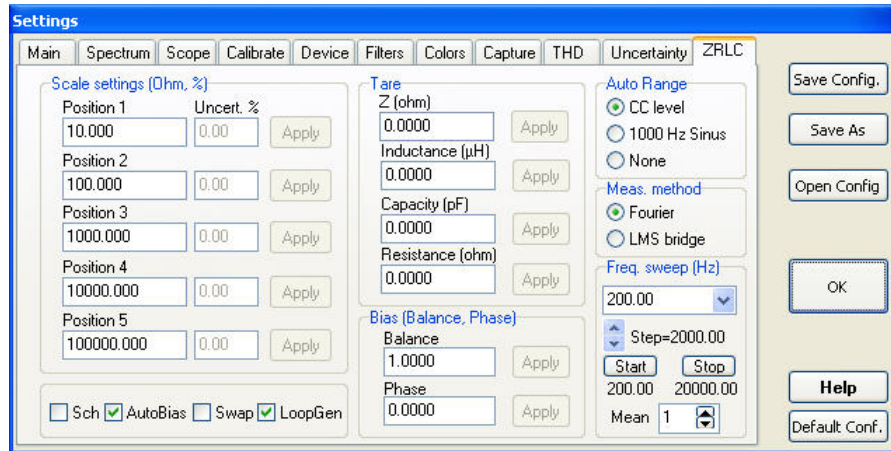 Settings
Main Spectrum Scope Calibrate Device Filters Colors Capture THD Uncertainty ZRLC
Scale settings (Ohm, %)
Position 1 Uncert. %
10.000 0.00 Apply
Position 2
100.000 0.00 Apply
Position 3
1000.000 0.00 Apply
Position 4
10000.000 0.00 Apply
Position 5
100000.000 0.00 Apply
Sch AutoBias Swap LoopGen
Tare
Z (ohm)
0.0000 Apply
Inductance (µH)
0.0000 Apply
Capacity (pF)
0.0000 Apply
Resistance (ohm)
0.0000 Apply
Bias (Balance, Phase)
Balance
1.0000 Apply
Phase
0.0000 Apply
Auto Range
CC level
1000 Hz Sinus
None
Meas. method
Fourier
LMS bridge
Freq. sweep (Hz)
200.00
Step=2000.00
Start Stop
200.00 20000.00
Mean 1
Save Config.
Save As
Open Config
OK
Help
Default Conf.